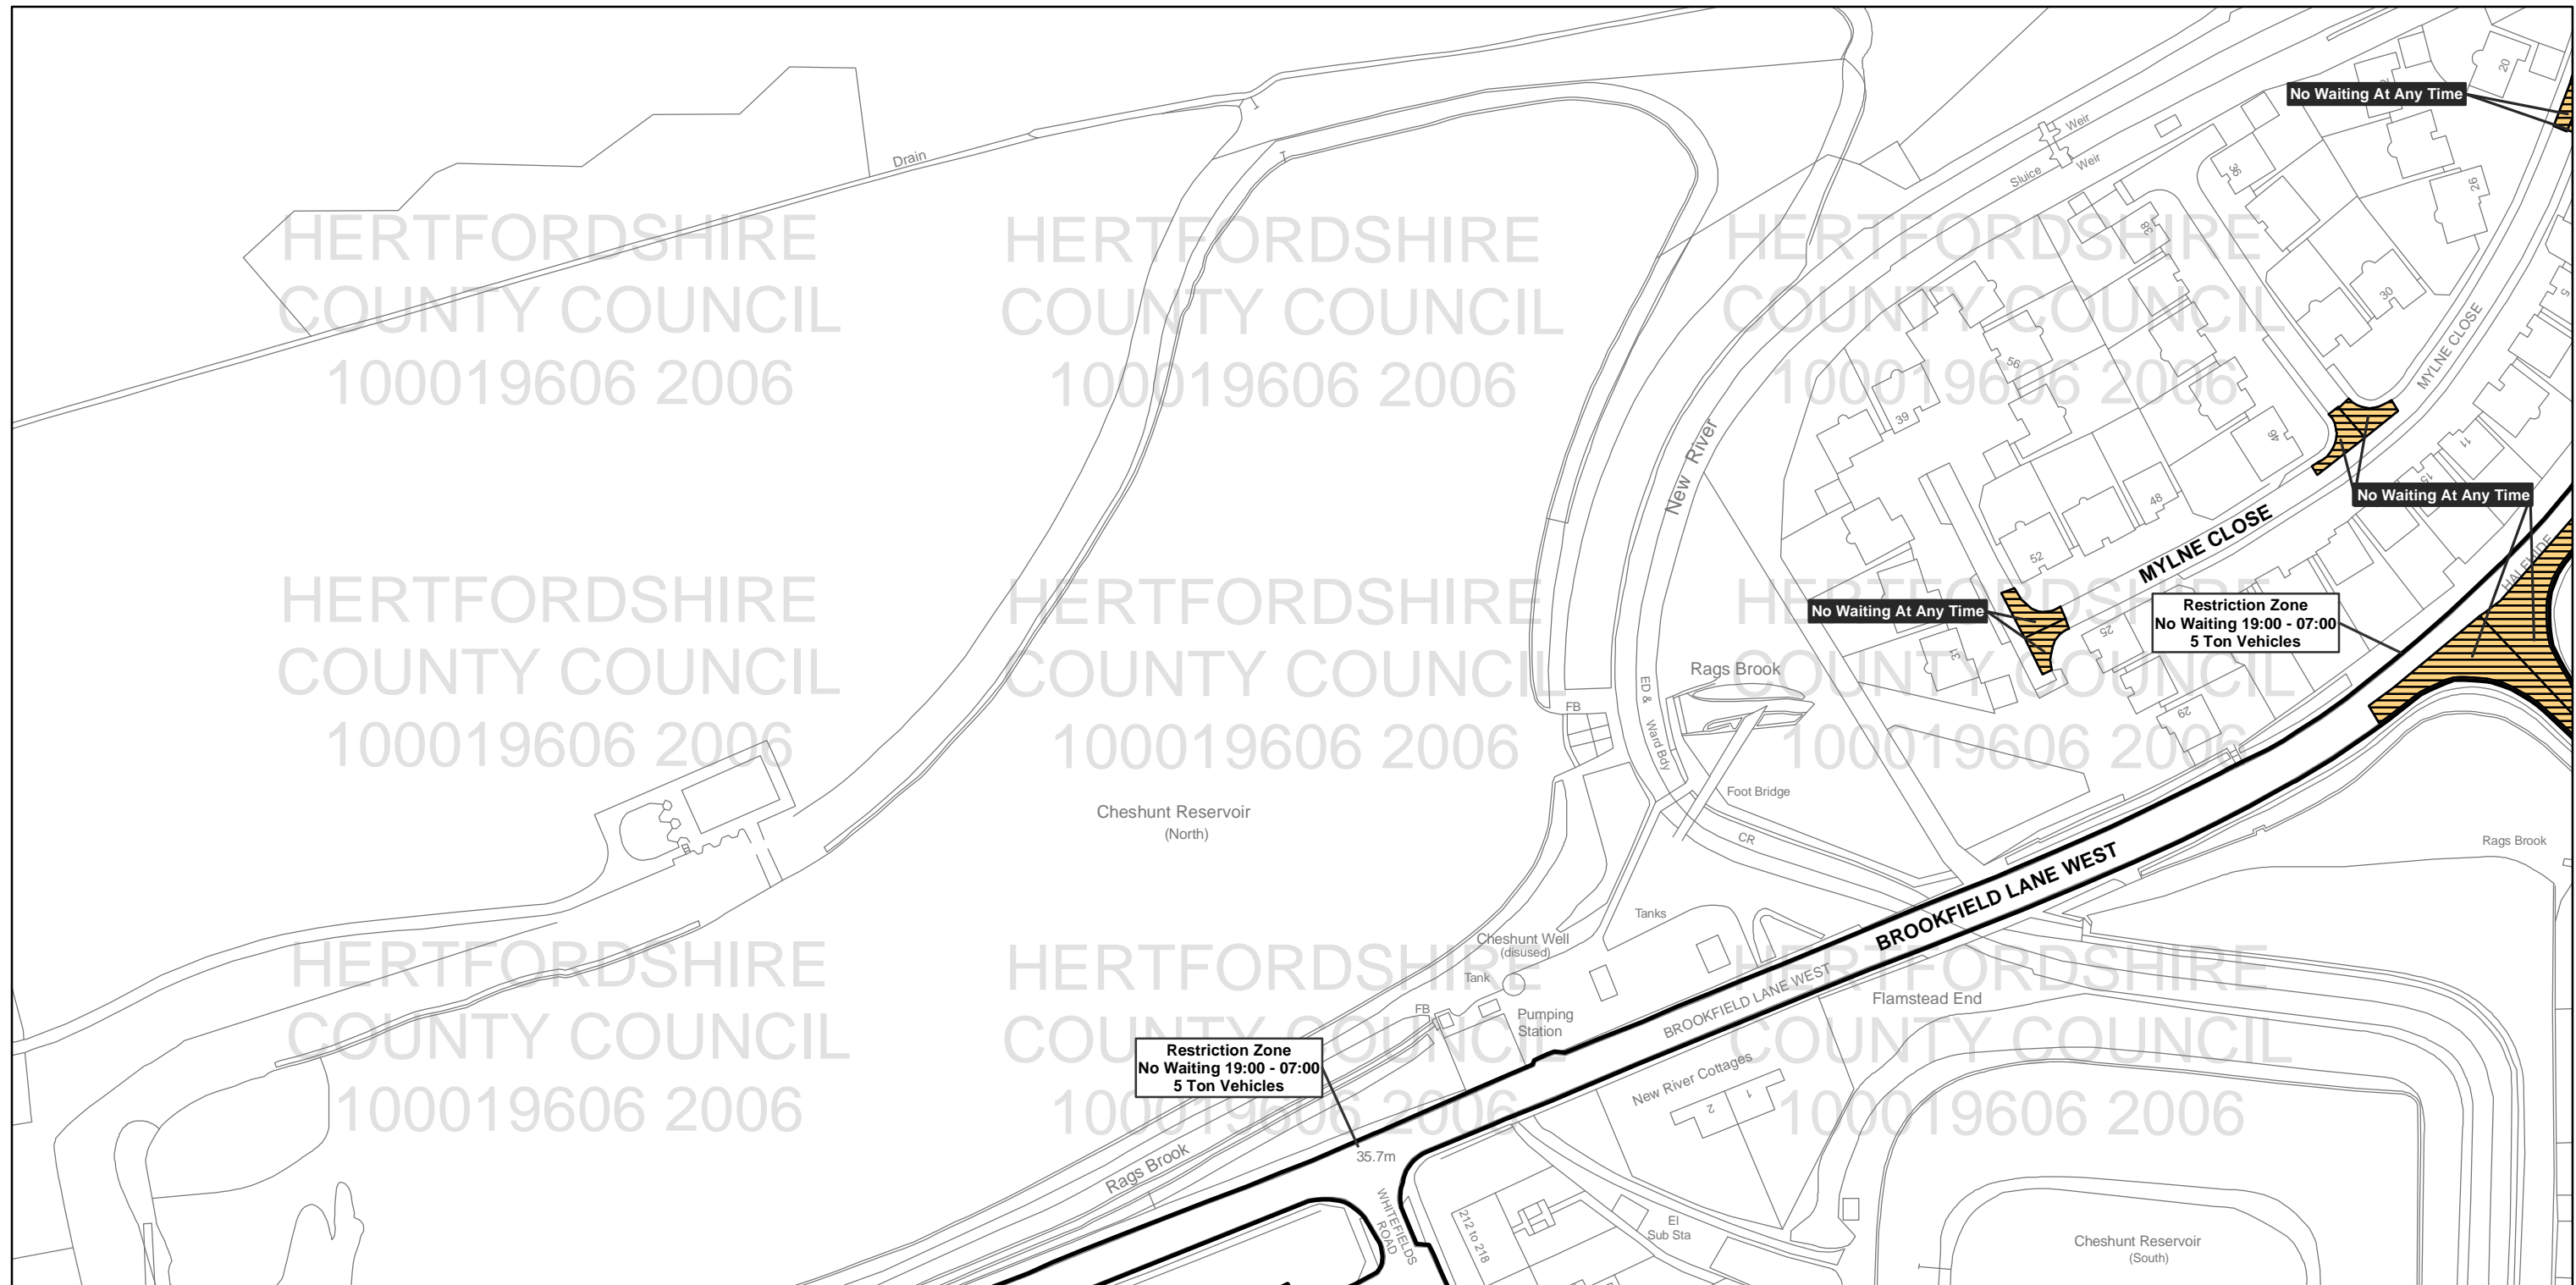 20
No Waiting At Any Time
Weir
Drain
Weir
Sluice
36
26
HERTFORDSHIRE
COUNTY COUNCIL
100019606 2006
HERTFORDSHIRE
COUNTY COUNCIL
100019606 2006
HERTFORDSHIRE
COUNTY COUNCIL
100019606 2006
38
30
5
MYLNE CLOSE
56
39
46
11
15
New River
48
No Waiting At Any Time
MYLNE CLOSE
52
HALFHIDE
HERTFORDSHIRE
COUNTY COUNCIL
100019606 2006
HERTFORDSHIRE
COUNTY COUNCIL
100019606 2006
HERTFORDSHIRE
COUNTY COUNCIL
100019606 2006
No Waiting At Any Time
Restriction Zone
No Waiting 19:00 - 07:00
5 Ton Vehicles
25
31
29
Rags Brook
ED & Ward Bdy
FB
Foot Bridge
CR
Cheshunt Reservoir
(North)
Rags Brook
BROOKFIELD LANE WEST
Tanks
Cheshunt Well
(disused)
Tank
FB
Pumping
Station
BROOKFIELD LANE WEST
Flamstead End
HERTFORDSHIRE
COUNTY COUNCIL
100019606 2006
HERTFORDSHIRE
COUNTY COUNCIL
100019606 2006
HERTFORDSHIRE
COUNTY COUNCIL
100019606 2006
Restriction Zone
No Waiting 19:00 - 07:00
5 Ton Vehicles
New River Cottages
2
1
35.7m
Rags Brook
WHITEFIELDS
ROAD
212 to 218
El
Sub Sta
Cheshunt Reservoir
(South)